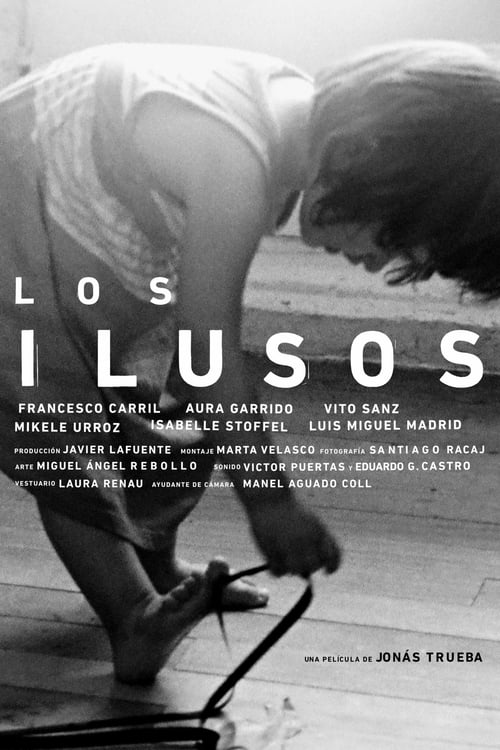 LOS
ILUSOS
FRANCESCO CARRIL AURA GARRIDO VITO SANZ
MIKELE URROZ ISABELLE STOFFEL LUIS MIGUEL MADRID
PRODUCCIÓN JAVIER LAFUENTE MONTAJE MARTA VELASCO FOTOGRAFÍA SANTIAGO RACAJ
ARTE MIGUEL ÁNGEL REBOLLO SONIDO VICTOR PUERTAS Y EDUARDO G. CASTRO
VESTUARIO LAURA RENAU AYUDANTE DE CÁMARA MANEL AGUADO COLL
UNA PELÍCULA DE JONÁS TRUEBA